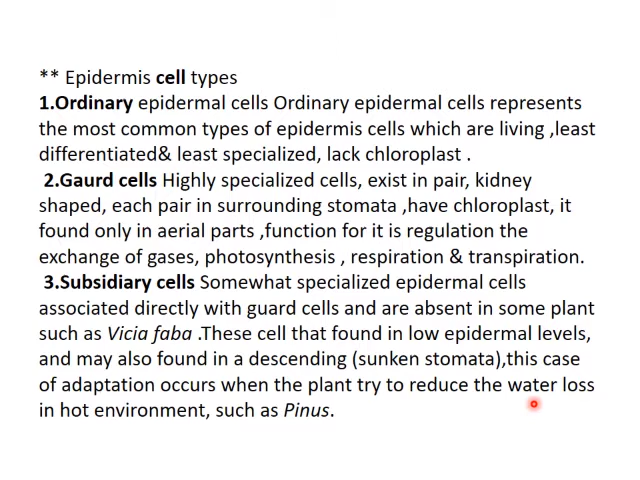 ** Epidermis cell types
1.Ordinary epidermal cells Ordinary epidermal cells represents
the most common types of epidermis cells which are living ,least
differentiated& least specialized, lack chloroplast .
2.Gaurd cells Highly specialized cells, exist in pair, kidney
shaped, each pair in surrounding stomata ,have chloroplast, it
found only in aerial parts ,function for it is regulation the
exchange of gases, photosynthesis , respiration & transpiration.
3.Subsidiary cells Somewhat specialized epidermal cells
associated directly with guard cells and are absent in some plant
such as Vicia faba .These cell that found in low epidermal levels,
and may also found in a descending (sunken stomata),this case
of adaptation occurs when the plant try to reduce the water loss
in hot environment, such as Pinus.